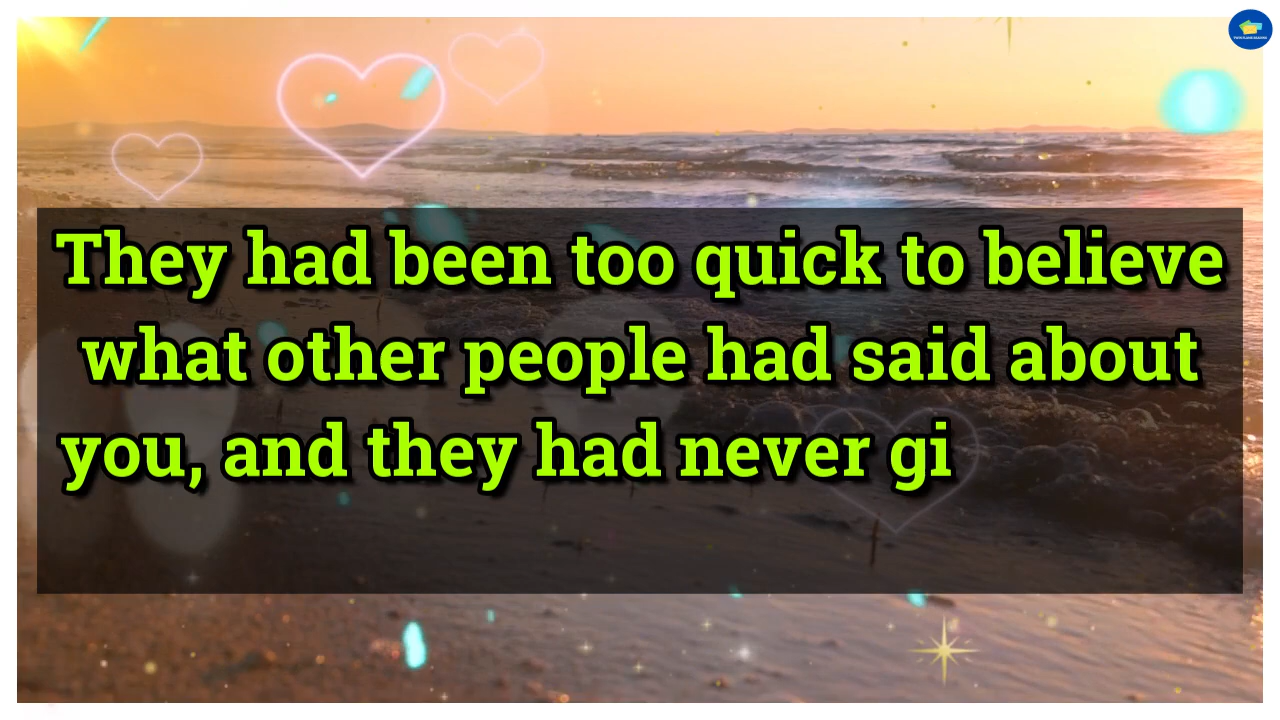 They had been too quick to believe
what other people had said about
you, and they had never gi